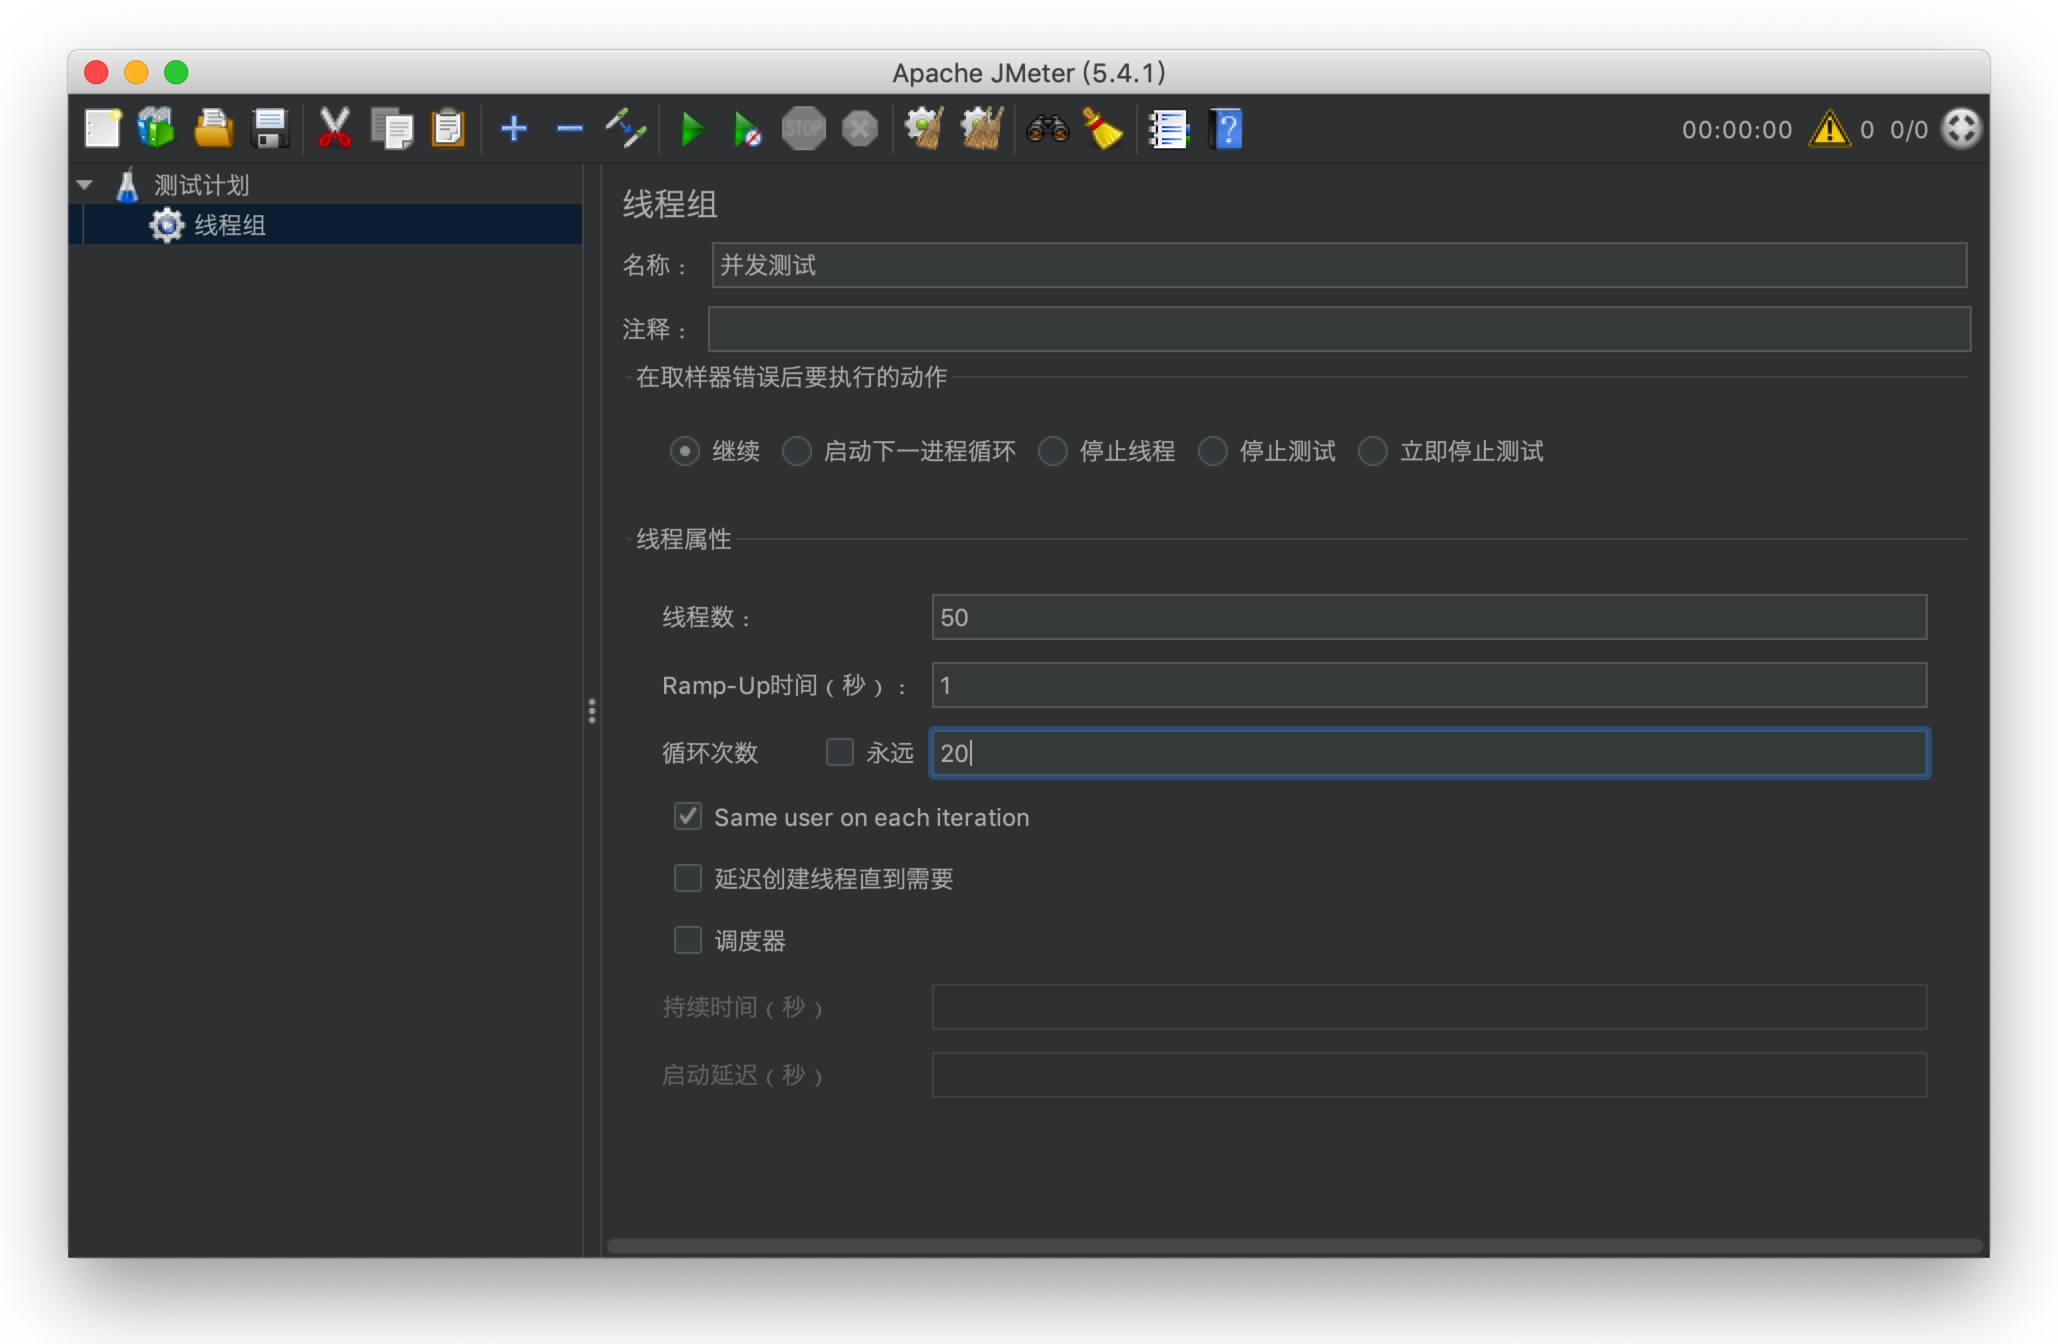 Apache JMeter (5.4.1)
STOP
00:00:00 0 0/0
测试计划
线程组
线程组
名称： 并发测试
注释：
在取样器错误后要执行的动作
继续 启动下一进程循环 停止线程 停止测试 立即停止测试
线程属性
线程数： 50
Ramp-Up时间（秒）： 1
循环次数 永远 20
Same user on each iteration
延迟创建线程直到需要
调度器
持续时间（秒）
启动延迟（秒）